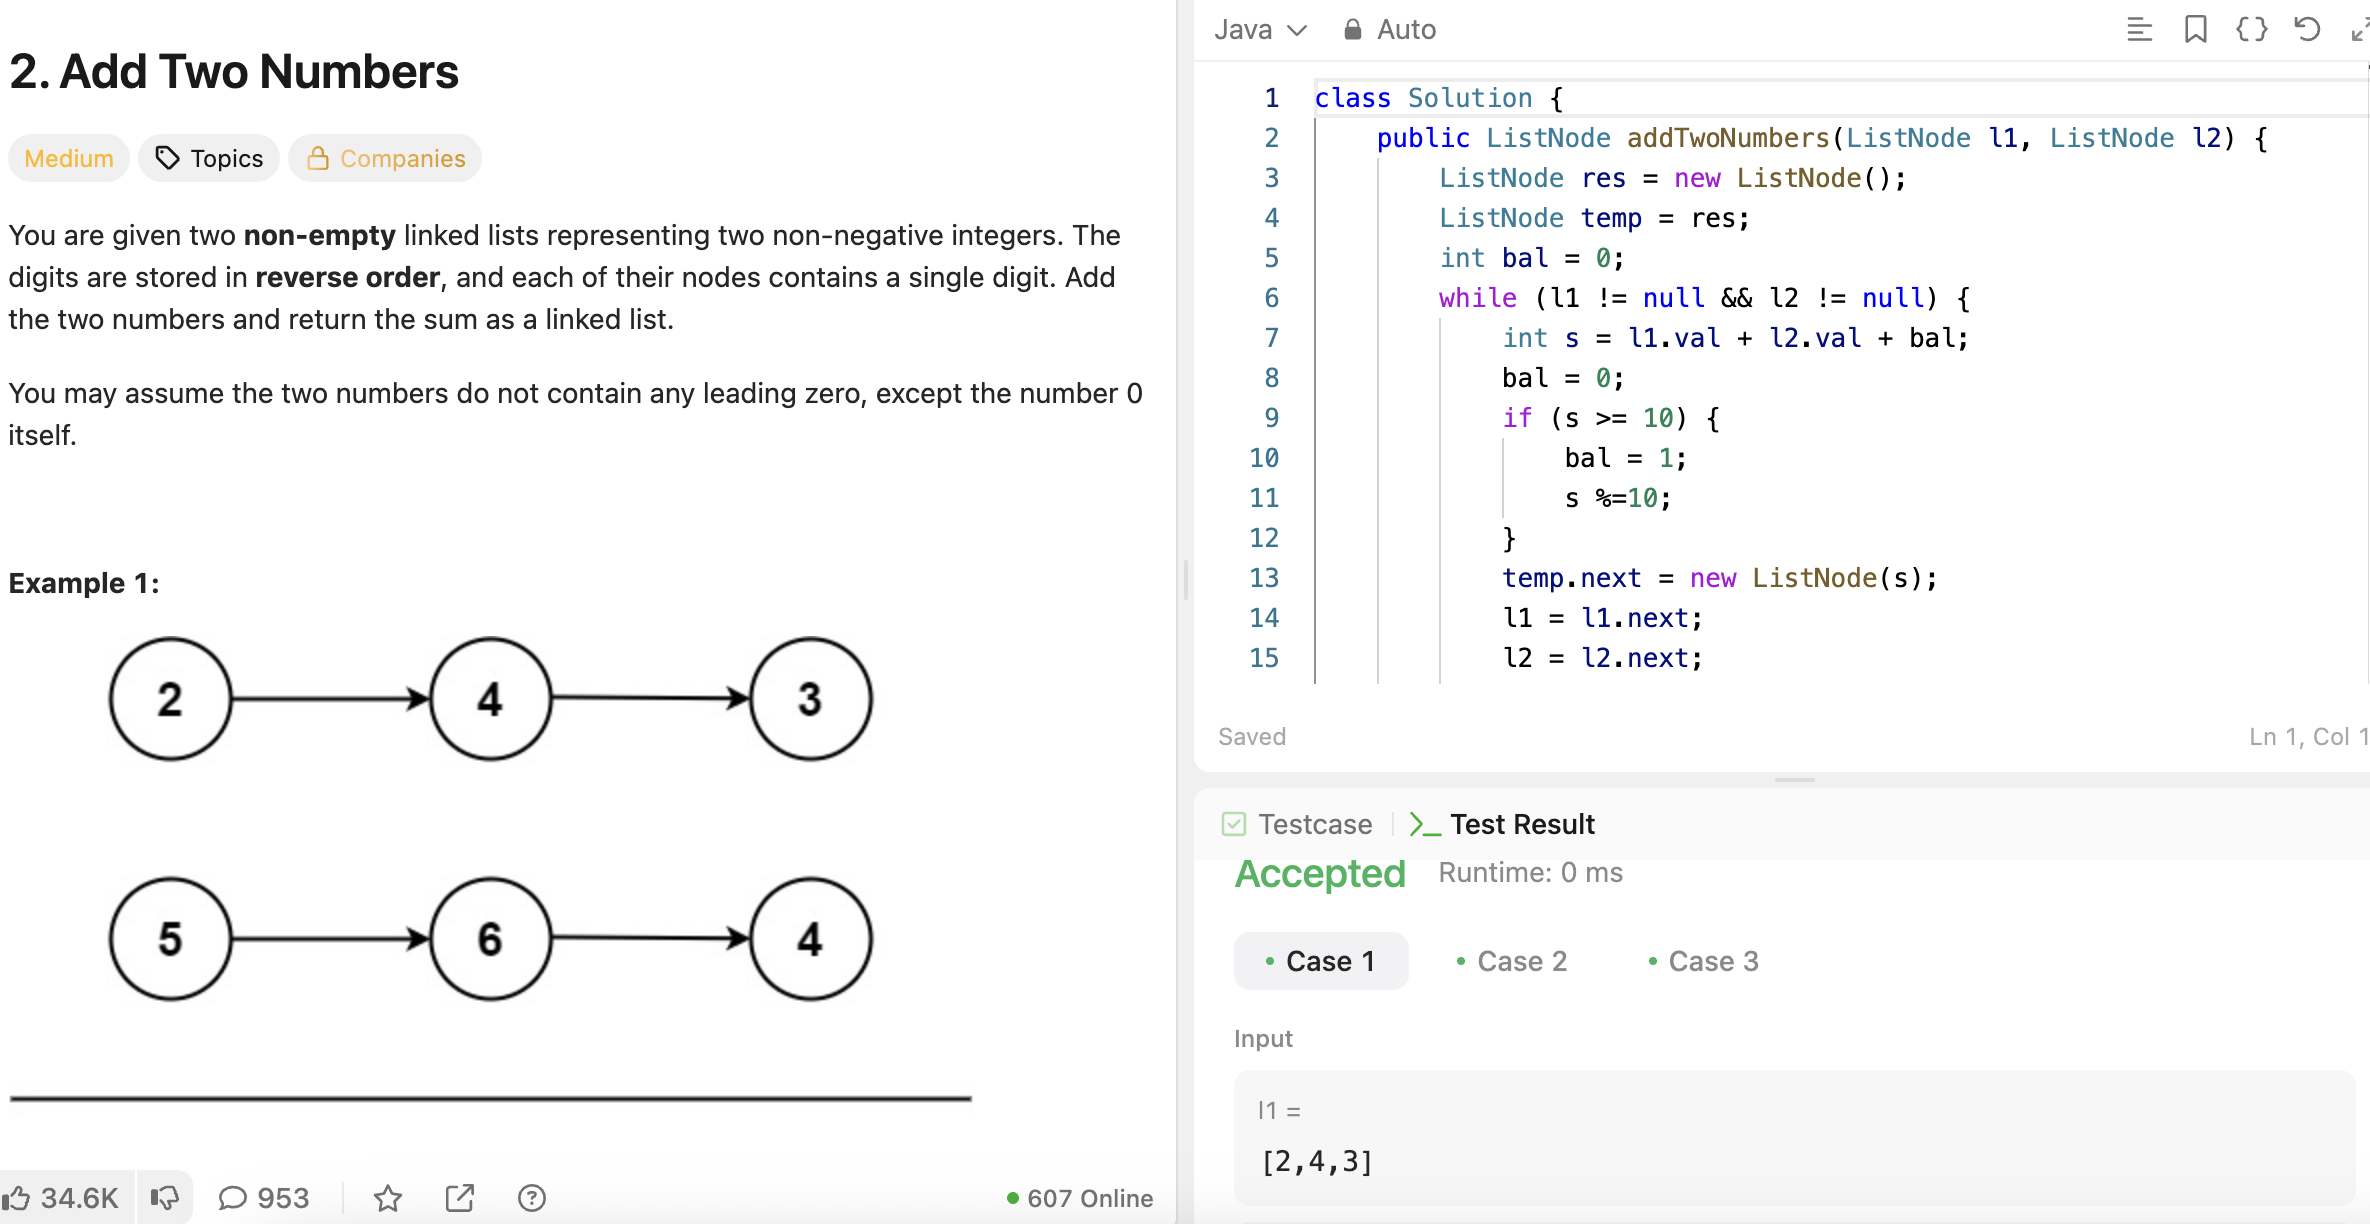 2. Add Two Numbers
Medium
Topics
Companies
You are given two non-empty linked lists representing two non-negative integers. The
digits are stored in reverse order, and each of their nodes contains a single digit. Add
the two numbers and return the sum as a linked list.
You may assume the two numbers do not contain any leading zero, except the number 0
itself.
Example 1:
2 4 3
5 6 4
34.6K
953
607 Online
Java
Auto
1 class Solution {
2 public ListNode addTwoNumbers(ListNode l1, ListNode l2) {
3 ListNode res = new ListNode();
4 ListNode temp = res;
5 int bal = 0;
6 while (l1 != null && l2 != null) {
7 int s = l1.val + l2.val + bal;
8 bal = 0;
9 if (s >= 10) {
10 bal = 1;
11 s %=10;
12 }
13 temp.next = new ListNode(s);
14 l1 = l1.next;
15 l2 = l2.next;
Saved
Ln 1, Col 1
Testcase
>_ Test Result
Accepted
Runtime: 0 ms
Case 1
Case 2
Case 3
Input
l1 =
[2,4,3]